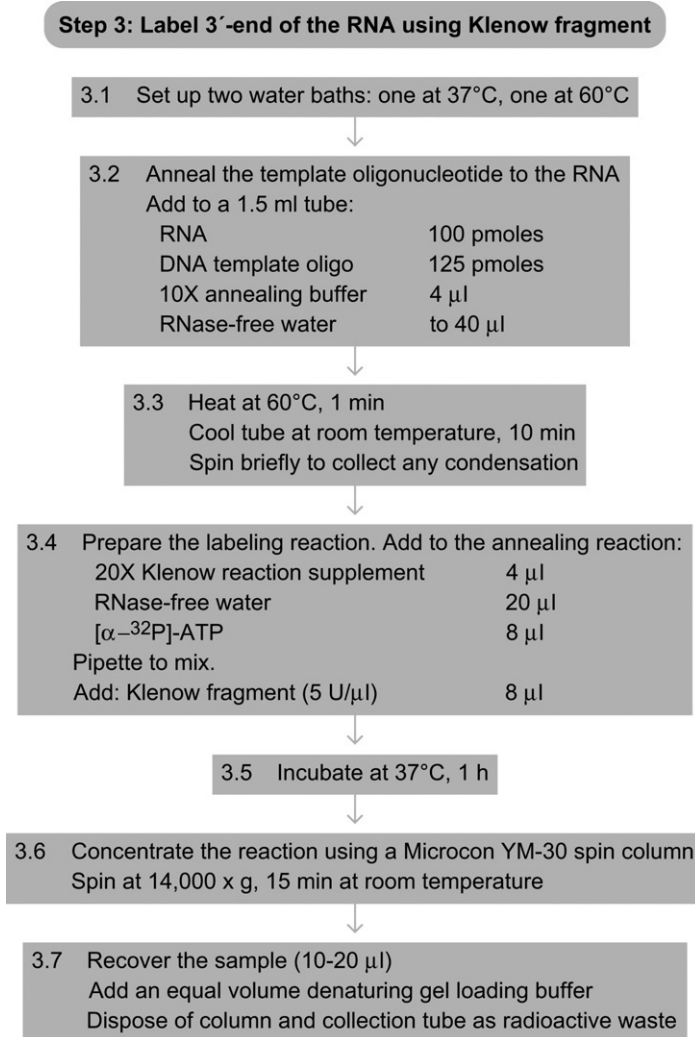 Step 3: Label 3´-end of the RNA using Klenow fragment
3.1 Set up two water baths: one at 37°C, one at 60°C
3.2 Anneal the template oligonucleotide to the RNA
Add to a 1.5 ml tube:
RNA 100 pmoles
DNA template oligo 125 pmoles
10X annealing buffer 4 μl
RNase-free water to 40 μl
3.3 Heat at 60°C, 1 min
Cool tube at room temperature, 10 min
Spin briefly to collect any condensation
3.4 Prepare the labeling reaction. Add to the annealing reaction:
20X Klenow reaction supplement 4 μl
RNase-free water 20 μl
[α–³²P]-ATP 8 μl
Pipette to mix.
Add: Klenow fragment (5 U/μl) 8 μl
3.5 Incubate at 37°C, 1 h
3.6 Concentrate the reaction using a Microcon YM-30 spin column
Spin at 14,000 x g, 15 min at room temperature
3.7 Recover the sample (10-20 μl)
Add an equal volume denaturing gel loading buffer
Dispose of column and collection tube as radioactive waste